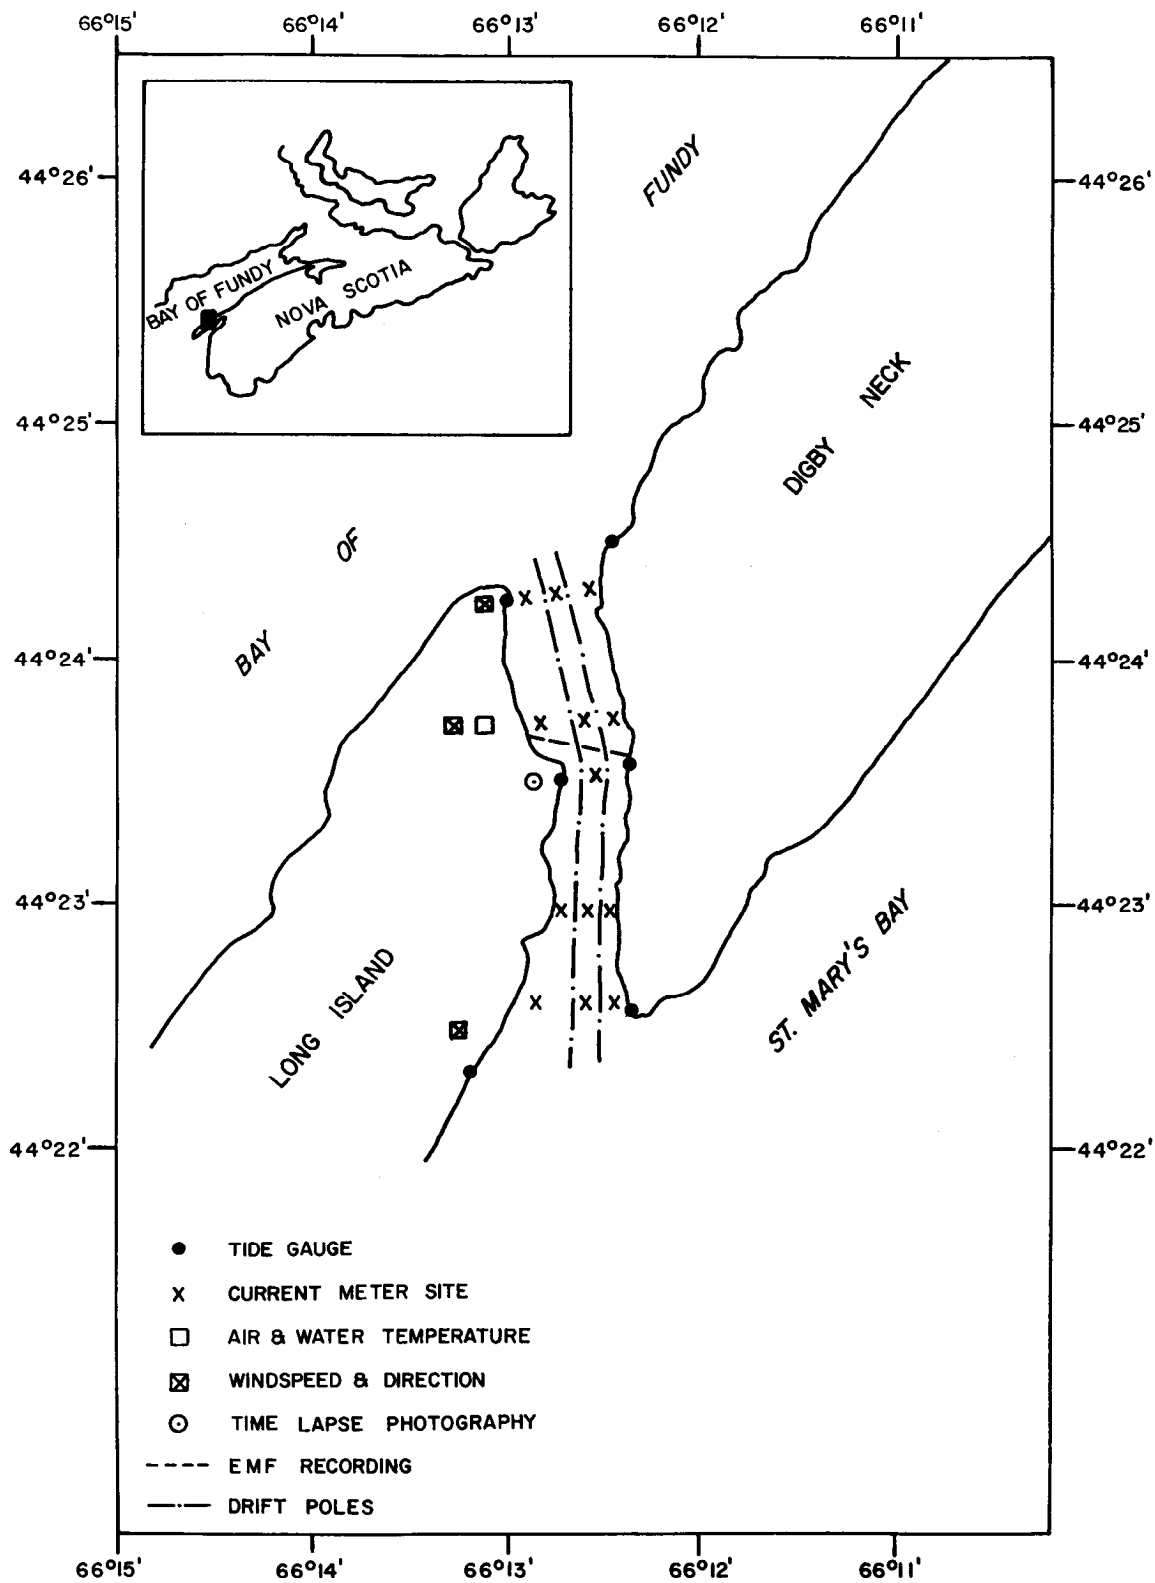 66°15' 66°14' 66°13' 66°12' 66°11'
44°26' 44°26'
44°25' 44°25'
44°24' 44°24'
44°23' 44°23'
44°22' 44°22'
BAY OF FUNDY
NOVA SCOTIA
BAY OF FUNDY
DIGBY NECK
LONG ISLAND
ST. MARY'S BAY
TIDE GAUGE
X CURRENT METER SITE
AIR & WATER TEMPERATURE
WINDSPEED & DIRECTION
TIME LAPSE PHOTOGRAPHY
EMF RECORDING
DRIFT POLES
66°15' 66°14' 66°13' 66°12' 66°11'